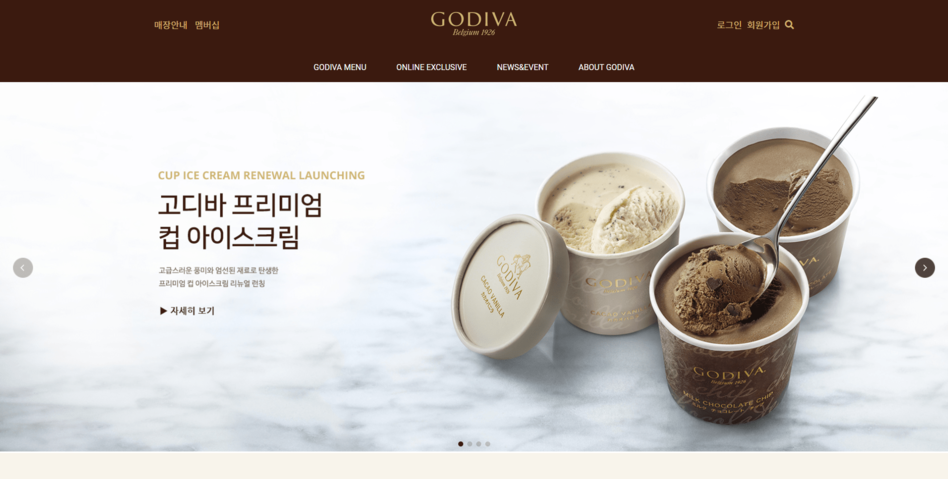 매장안내 멤버십
GODIVA
Belgium 1926
로그인 회원가입
GODIVA MENU ONLINE EXCLUSIVE NEWS&EVENT ABOUT GODIVA
CUP ICE CREAM RENEWAL LAUNCHING
고디바 프리미엄
컵 아이스크림
고급스러운 풍미와 엄선된 재료로 탄생한
프리미엄 컵 아이스크림 리뉴얼 런칭
▶ 자세히 보기
GODIVA
CACAO VANILLA
GODIVA
GODIVA
Belgium 1926
MILK CHOCOLATE CHIP